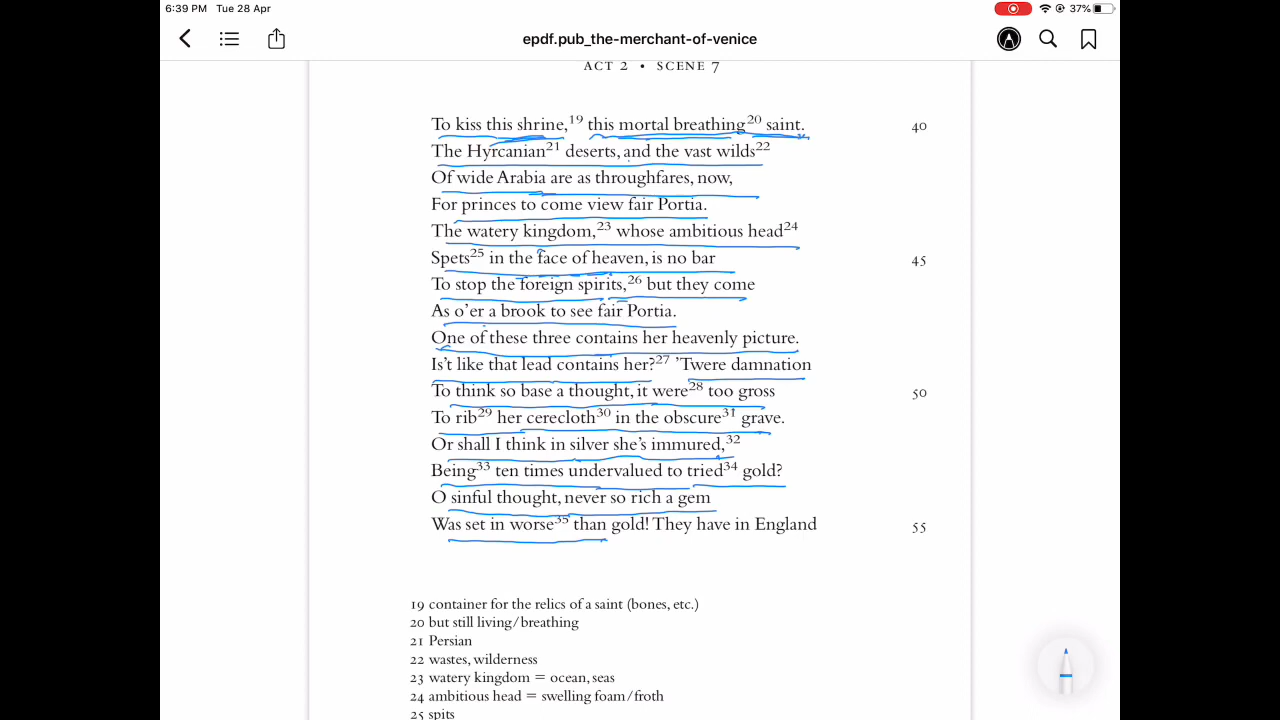 6:39 PM Tue 28 Apr
37%
epdf.pub_the-merchant-of-venice
ACT 2 • SCENE 7
To kiss this shrine,19 this mortal breathing20 saint. 40
The Hyrcanian21 deserts, and the vast wilds22
Of wide Arabia are as throughfares, now,
For princes to come view fair Portia.
The watery kingdom,23 whose ambitious head24
Spets25 in the face of heaven, is no bar 45
To stop the foreign spirits,26 but they come
As o'er a brook to see fair Portia.
One of these three contains her heavenly picture.
Is't like that lead contains her?27 'Twere damnation
To think so base a thought, it were28 too gross 50
To rib29 her cerecloth30 in the obscure31 grave.
Or shall I think in silver she's immured,32
Being33 ten times undervalued to tried34 gold?
O sinful thought, never so rich a gem
Was set in worse35 than gold! They have in England 55
19 container for the relics of a saint (bones, etc.)
20 but still living/breathing
21 Persian
22 wastes, wilderness
23 watery kingdom = ocean, seas
24 ambitious head = swelling foam/froth
25 spits